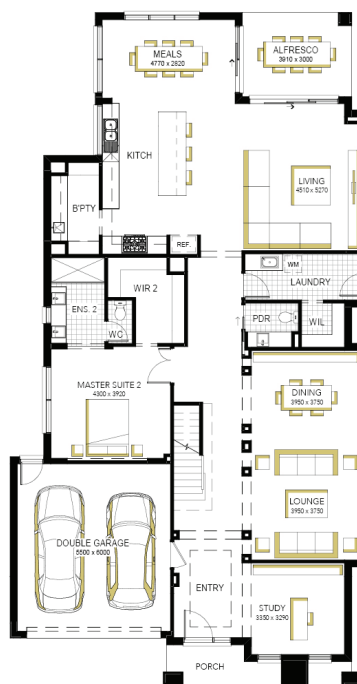 MEALS
4770 x 2820
ALFRESCO
3910 x 3000
KITCH
LIVING
4510 x 5270
B'PTY
REF.
WM
LAUNDRY
WIR 2
ENS. 2
WC
PDR
WIL
MASTER SUITE 2
4300 x 3920
DINING
3950 x 3750
LOUNGE
3950 x 3750
DOUBLE GARAGE
5500 x 6000
ENTRY
STUDY
3350 x 3290
PORCH